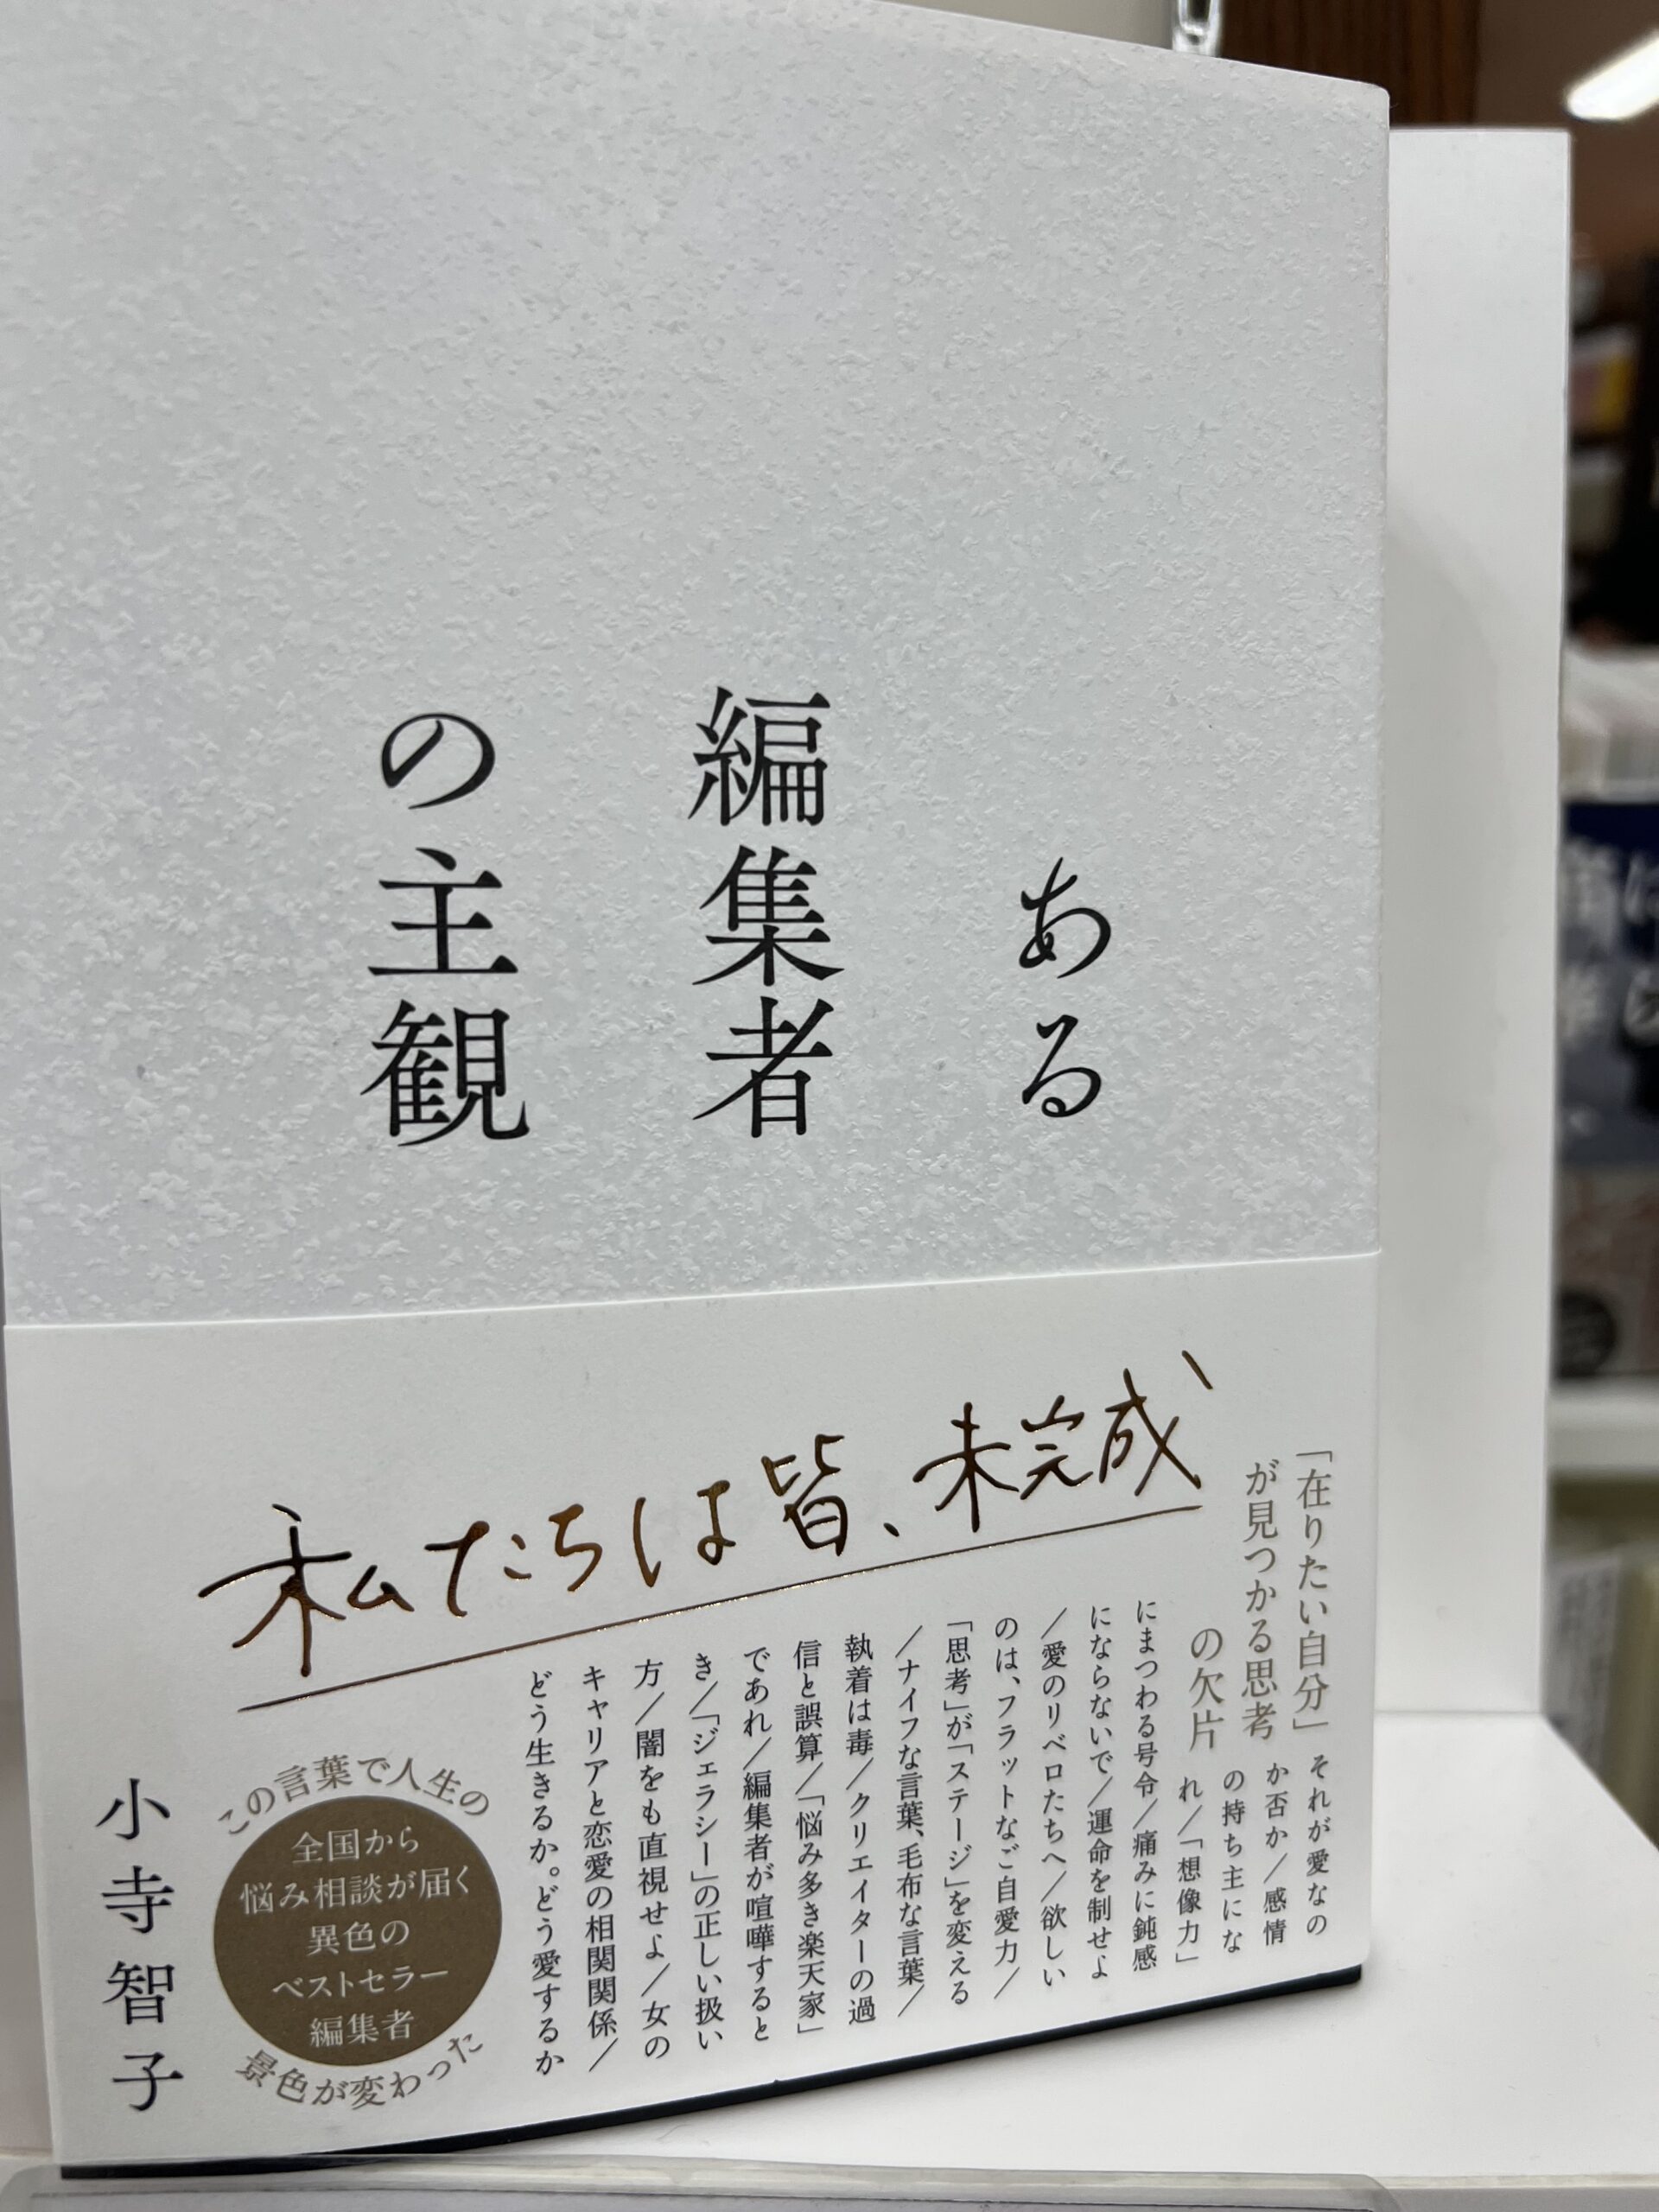 ある
編集者
の主観
私たちは皆、未完成
「在りたい自分」
が見つかる思考
の欠片
それが愛なの
か否か／感情
の持ち主にな
れ／「想像力」
にまつわる号令／痛みに鈍感
にならないで／運命を制せよ
／愛のリベロたちへ／欲しい
のは、フラットなご自愛力／
「思考」が「ステージ」を変える
／ナイフな言葉、毛布な言葉／
執着は毒／クリエイターの過
信と誤算／「悩み多き楽天家」
であれ／編集者が喧嘩すると
き／「ジェラシー」の正しい扱い
方／闇をも直視せよ／女の
キャリアと恋愛の相関関係／
どう生きるか。どう愛するか
この言葉で人生の
全国から
悩み相談が届く
異色の
ベストセラー
編集者
景色が変わった
小寺智子